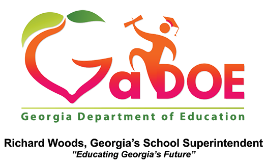 GaDOE
Georgia Department of Education
Richard Woods, Georgia's School Superintendent
"Educating Georgia's Future"